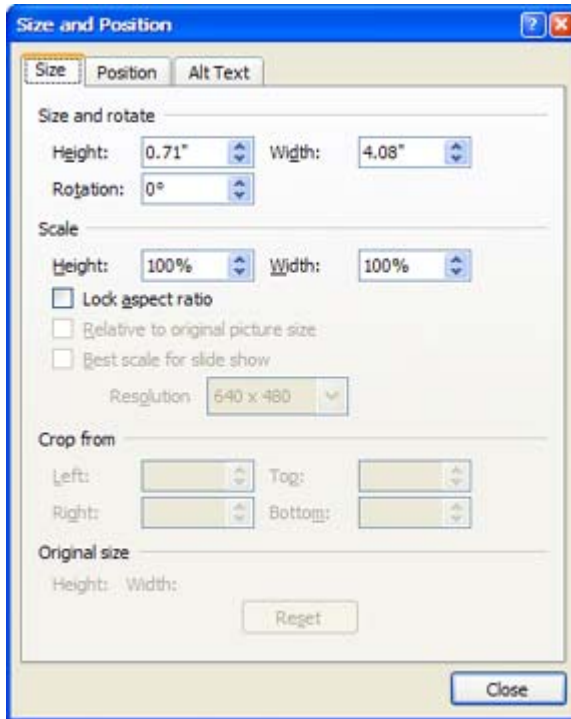 Size and Position
Size Position Alt Text
Size and rotate
Height: 0.71" Width: 4.08"
Rotation: 0°
Scale
Height: 100% Width: 100%
Lock aspect ratio
Relative to original picture size
Best scale for slide show
Resolution 640 x 480
Crop from
Left: Top:
Right: Bottom:
Original size
Height: Width:
Reset
Close